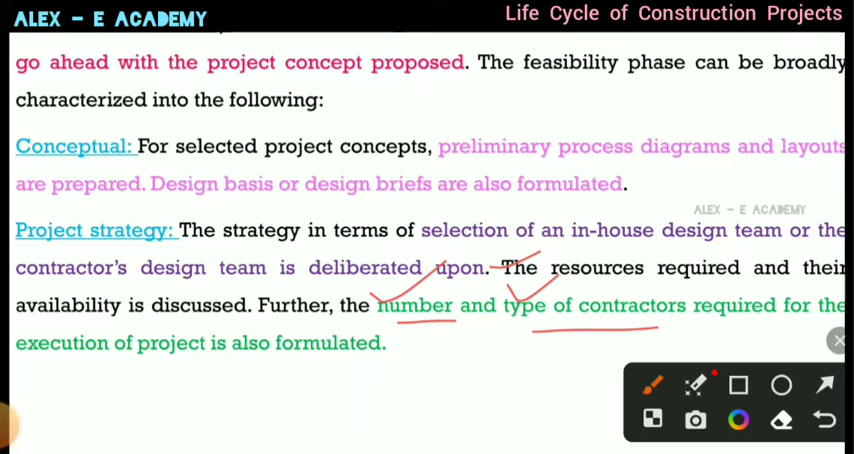 ALEX - E ACADEMY
Life Cycle of Construction Projects
go ahead with the project concept proposed. The feasibility phase can be broadly
characterized into the following:
Conceptual: For selected project concepts, preliminary process diagrams and layouts
are prepared. Design basis or design briefs are also formulated.
ALEX - E ACADEMY
Project strategy: The strategy in terms of selection of an in-house design team or the
contractor's design team is deliberated upon. The resources required and their
availability is discussed. Further, the number and type of contractors required for the
execution of project is also formulated.